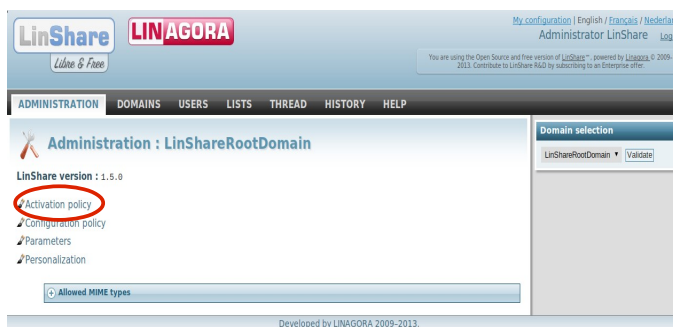 LinShare
Libre & Free
LINAGORA
My configuration | English / Français / Nederlan
Administrator LinShare Log
You are using the Open Source and free version of LinShare™, powered by Linagora © 2009-
2013. Contribute to LinShare R&D by subscribing to an Enterprise offer.
ADMINISTRATION DOMAINS USERS LISTS THREAD HISTORY HELP
Administration : LinShareRootDomain
LinShare version : 1.5.0
Activation policy
Configuration policy
Parameters
Personalization
Allowed MIME types
Domain selection
LinShareRootDomain Validate
Developed by LINAGORA 2009-2013.